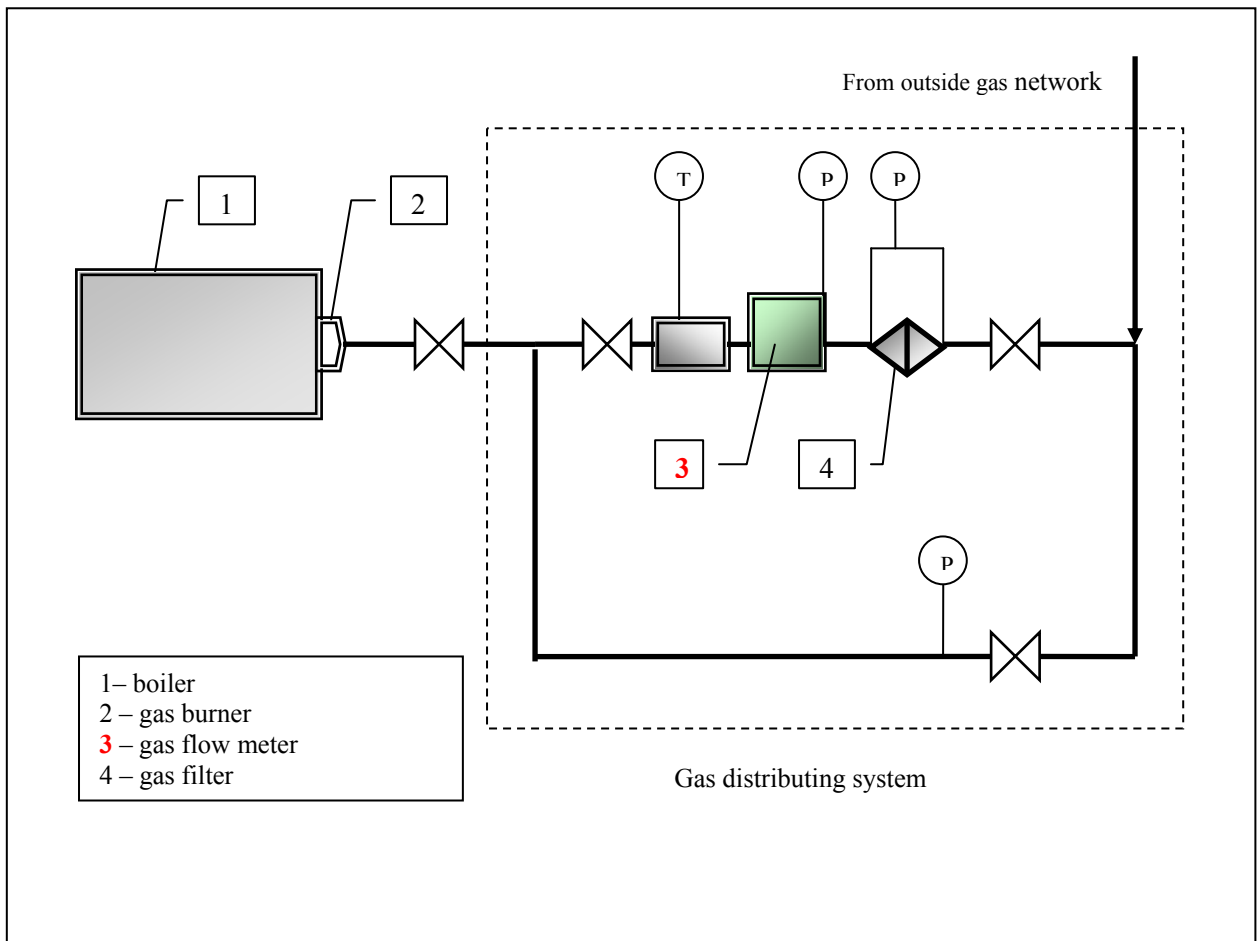 From outside gas network
T
P
P
1
2
3
4
P
1– boiler
2 – gas burner
3 – gas flow meter
4 – gas filter
Gas distributing system